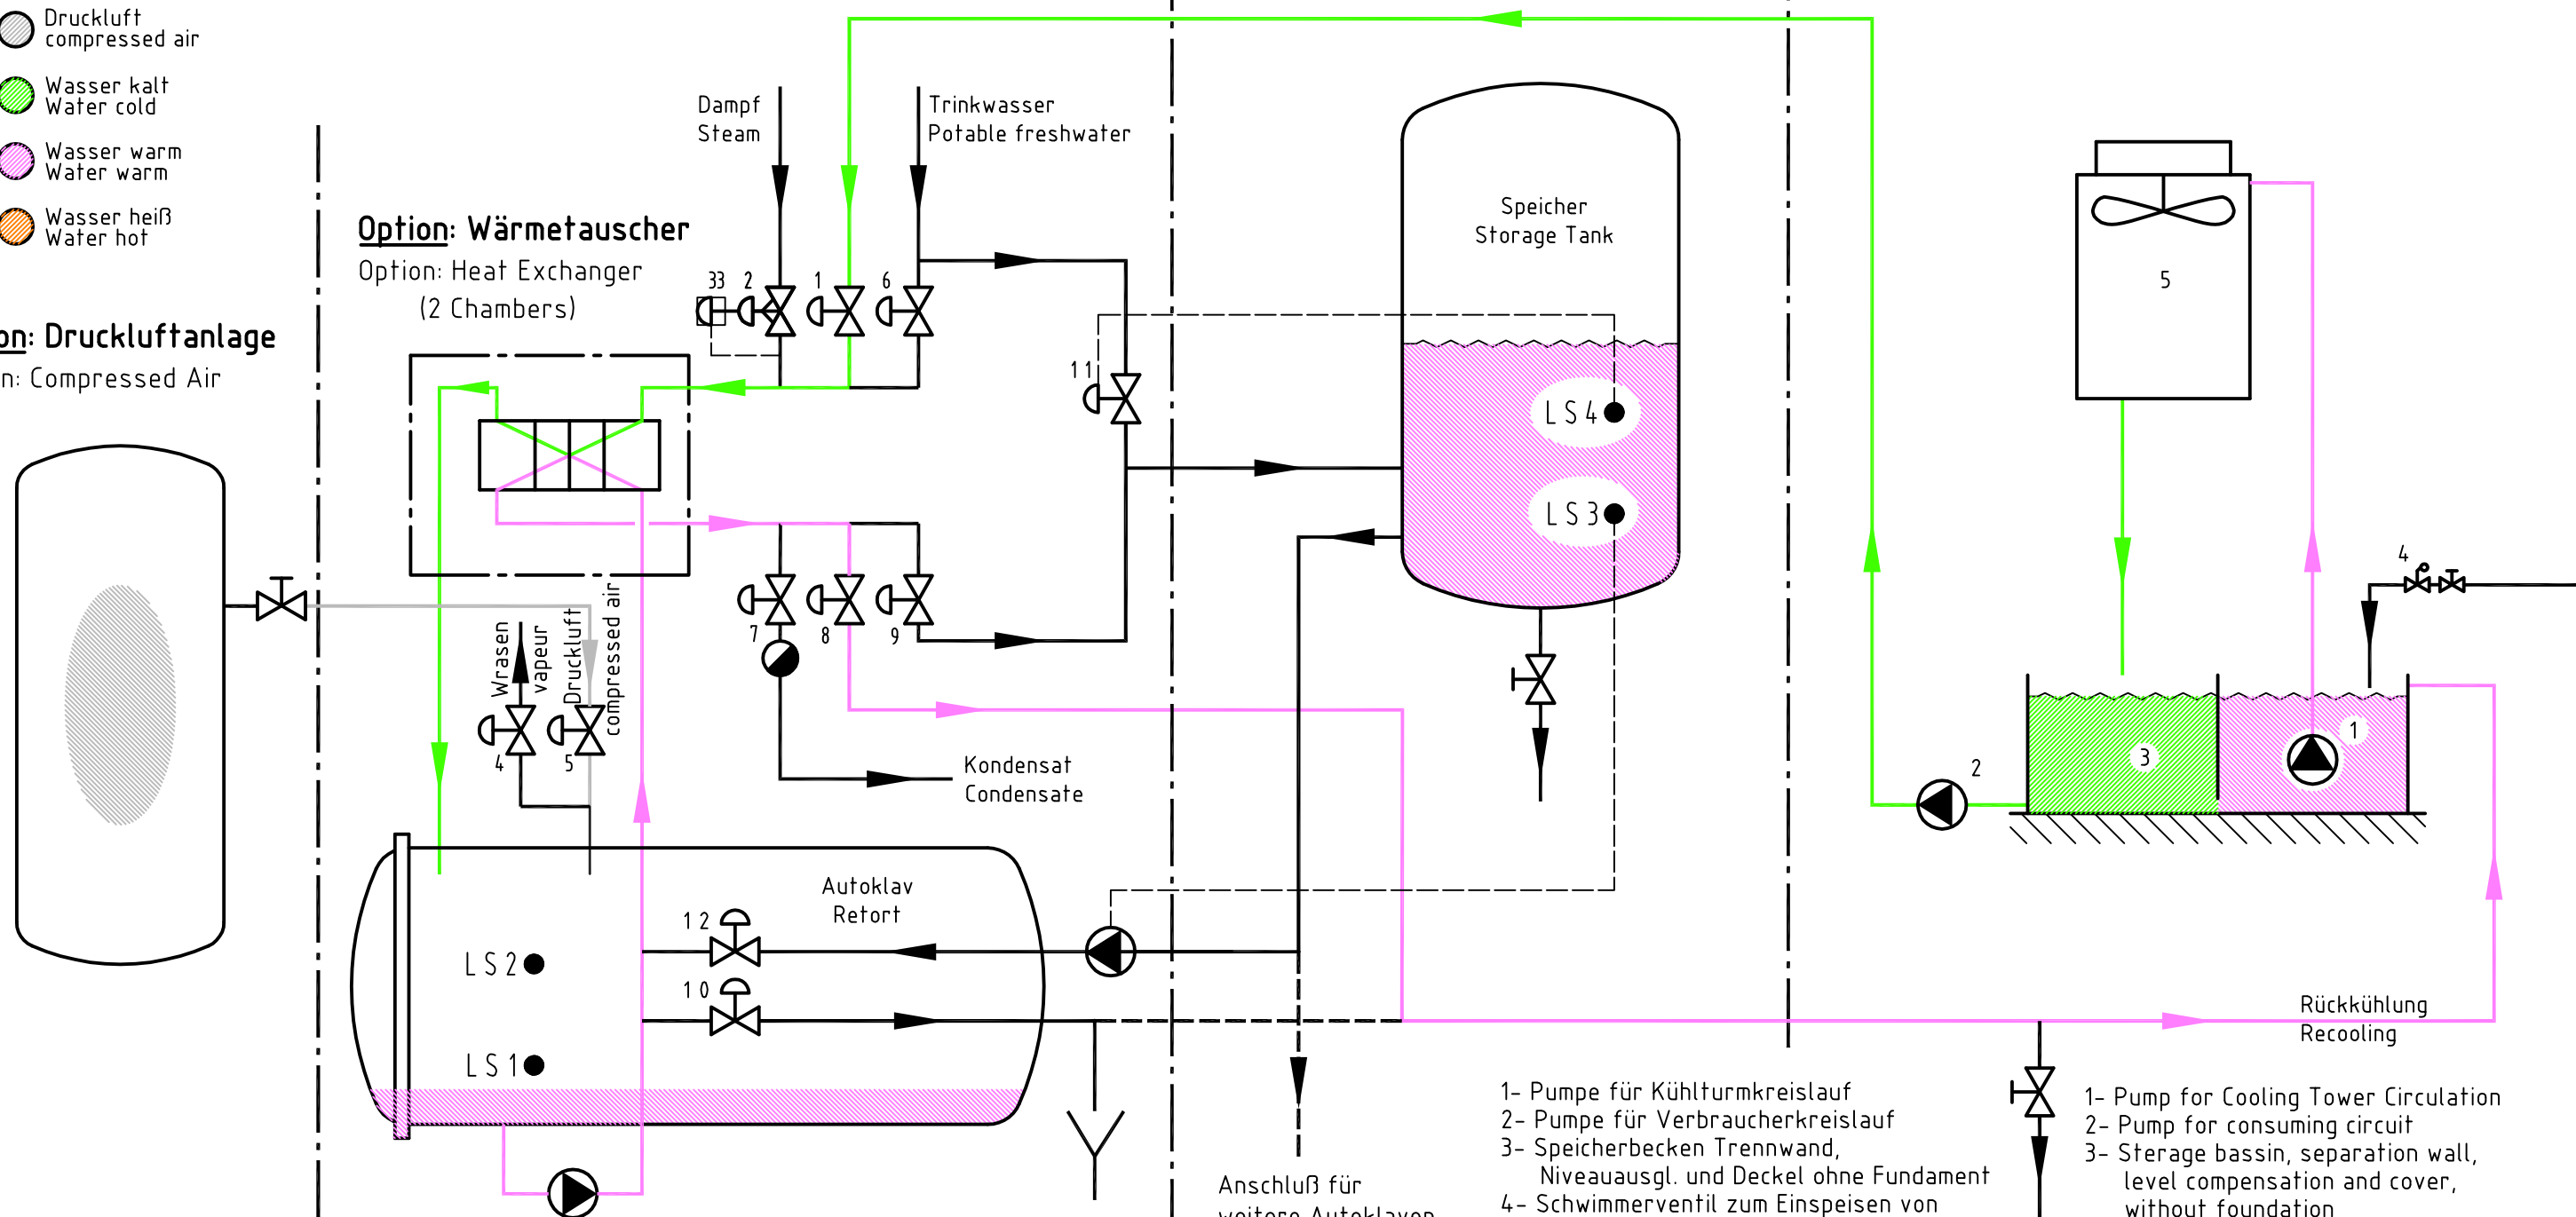 Druckluft
compressed air
Wasser kalt
Water cold
Wasser warm
Water warm
Wasser heiß
Water hot
on: Druckluftanlage
n: Compressed Air
Option: Wärmetauscher
Option: Heat Exchanger
(2 Chambers)
Dampf
Steam
Trinkwasser
Potable freshwater
33
2
1
6
11
7
8
9
Wrasen
vapeur
Druckluft
compressed air
4
5
Kondensat
Condensate
Speicher
Storage Tank
LS4
LS3
5
4
2
3
1
Autoklav
Retort
12
10
LS2
LS1
Rückkühlung
Recooling
Anschluß für
weitere Autoklaven
1- Pumpe für Kühlturmkreislauf
2- Pumpe für Verbraucherkreislauf
3- Speicherbecken Trennwand,
Niveauausgl. und Deckel ohne Fundament
4- Schwimmerventil zum Einspeisen von
1- Pump for Cooling Tower Circulation
2- Pump for consuming circuit
3- Sterage bassin, separation wall,
level compensation and cover,
without foundation